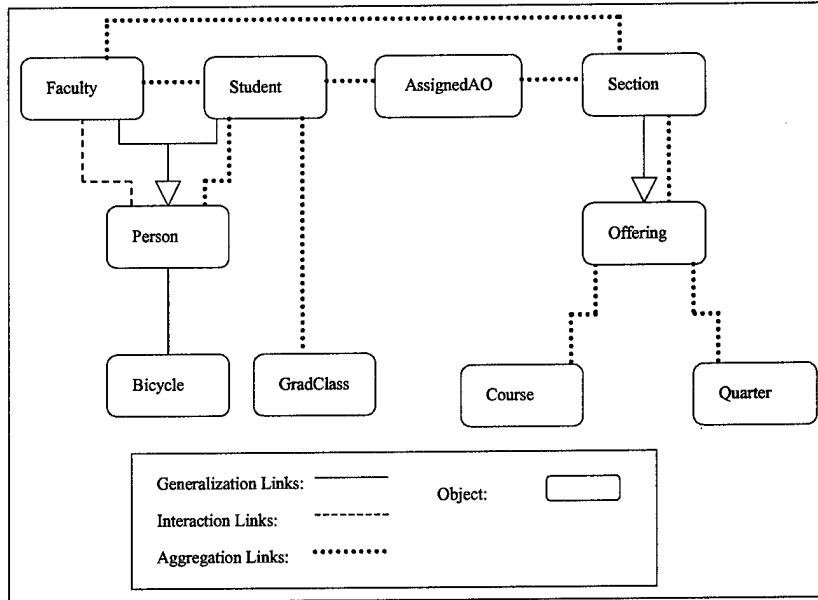 Faculty
Student
AssignedAO
Section
Person
Offering
Bicycle
GradClass
Course
Quarter
Generalization Links:
Object:
Interaction Links:
Aggregation Links: